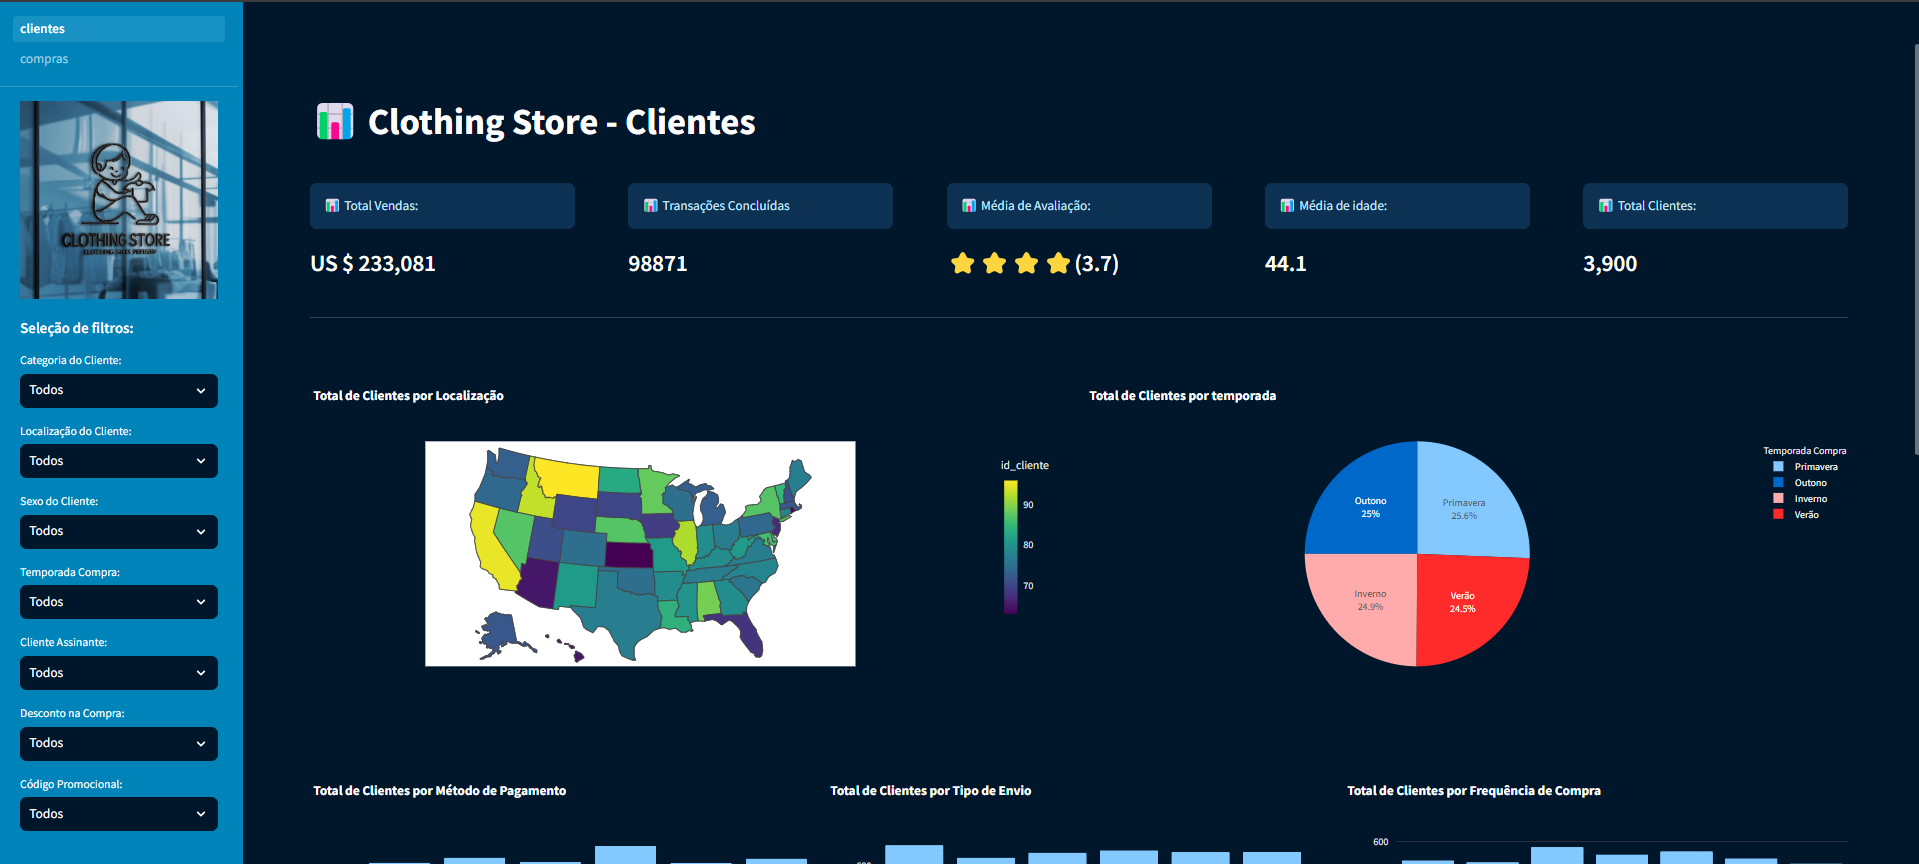 clientes
compras
CLOTHING STORE
Seleção de filtros:
Categoria do Cliente:
Todos
Localização do Cliente:
Todos
Sexo do Cliente:
Todos
Temporada Compra:
Todos
Cliente Assinante:
Todos
Desconto na Compra:
Todos
Código Promocional:
Todos
Clothing Store - Clientes
Total Vendas:
US $ 233,081
Transações Concluídas
98871
Média de Avaliação:
(3.7)
Média de idade:
44.1
Total Clientes:
3,900
Total de Clientes por Localização
id_cliente
90
80
70
Total de Clientes por temporada
Outono
25%
Primavera
25.6%
Inverno
24.9%
Verão
24.5%
Temporada Compra
Primavera
Outono
Inverno
Verão
Total de Clientes por Método de Pagamento
Total de Clientes por Tipo de Envio
Total de Clientes por Frequência de Compra
600